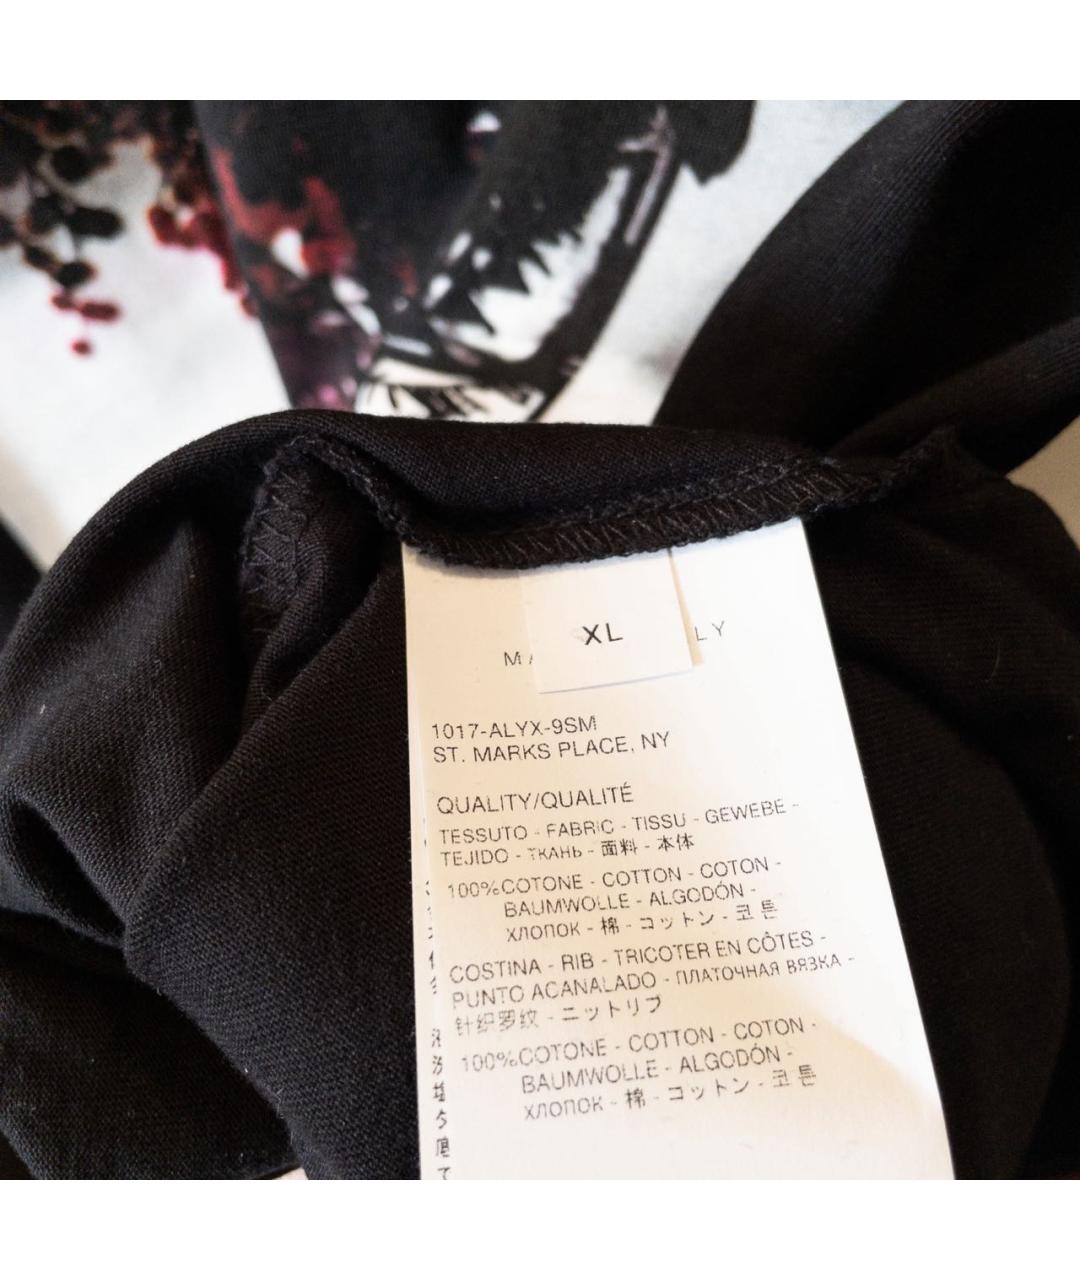 XL
LY
1017-ALYX-9SM
ST. MARKS PLACE, NY
QUALITY/QUALITÉ
TESSUTO - FABRIC - TISSU - GEWEBE -
TEJIDO - ТКАНЬ - 面料 - 本体
100%COTONE - COTTON - COTON -
BAUMWOLLE - ALGODÓN -
ХЛОПОК - 棉 - コットン - 코튼
COSTINA - RIB - TRICOTER EN CÔTES -
PUNTO ACANALADO - ПЛАТОЧНАЯ ВЯЗКА -
针织罗纹 - ニットリブ
100%COTONE - COTTON - COTON -
BAUMWOLLE - ALGODÓN -
ХЛОПОК - 棉 - コットン - 코튼